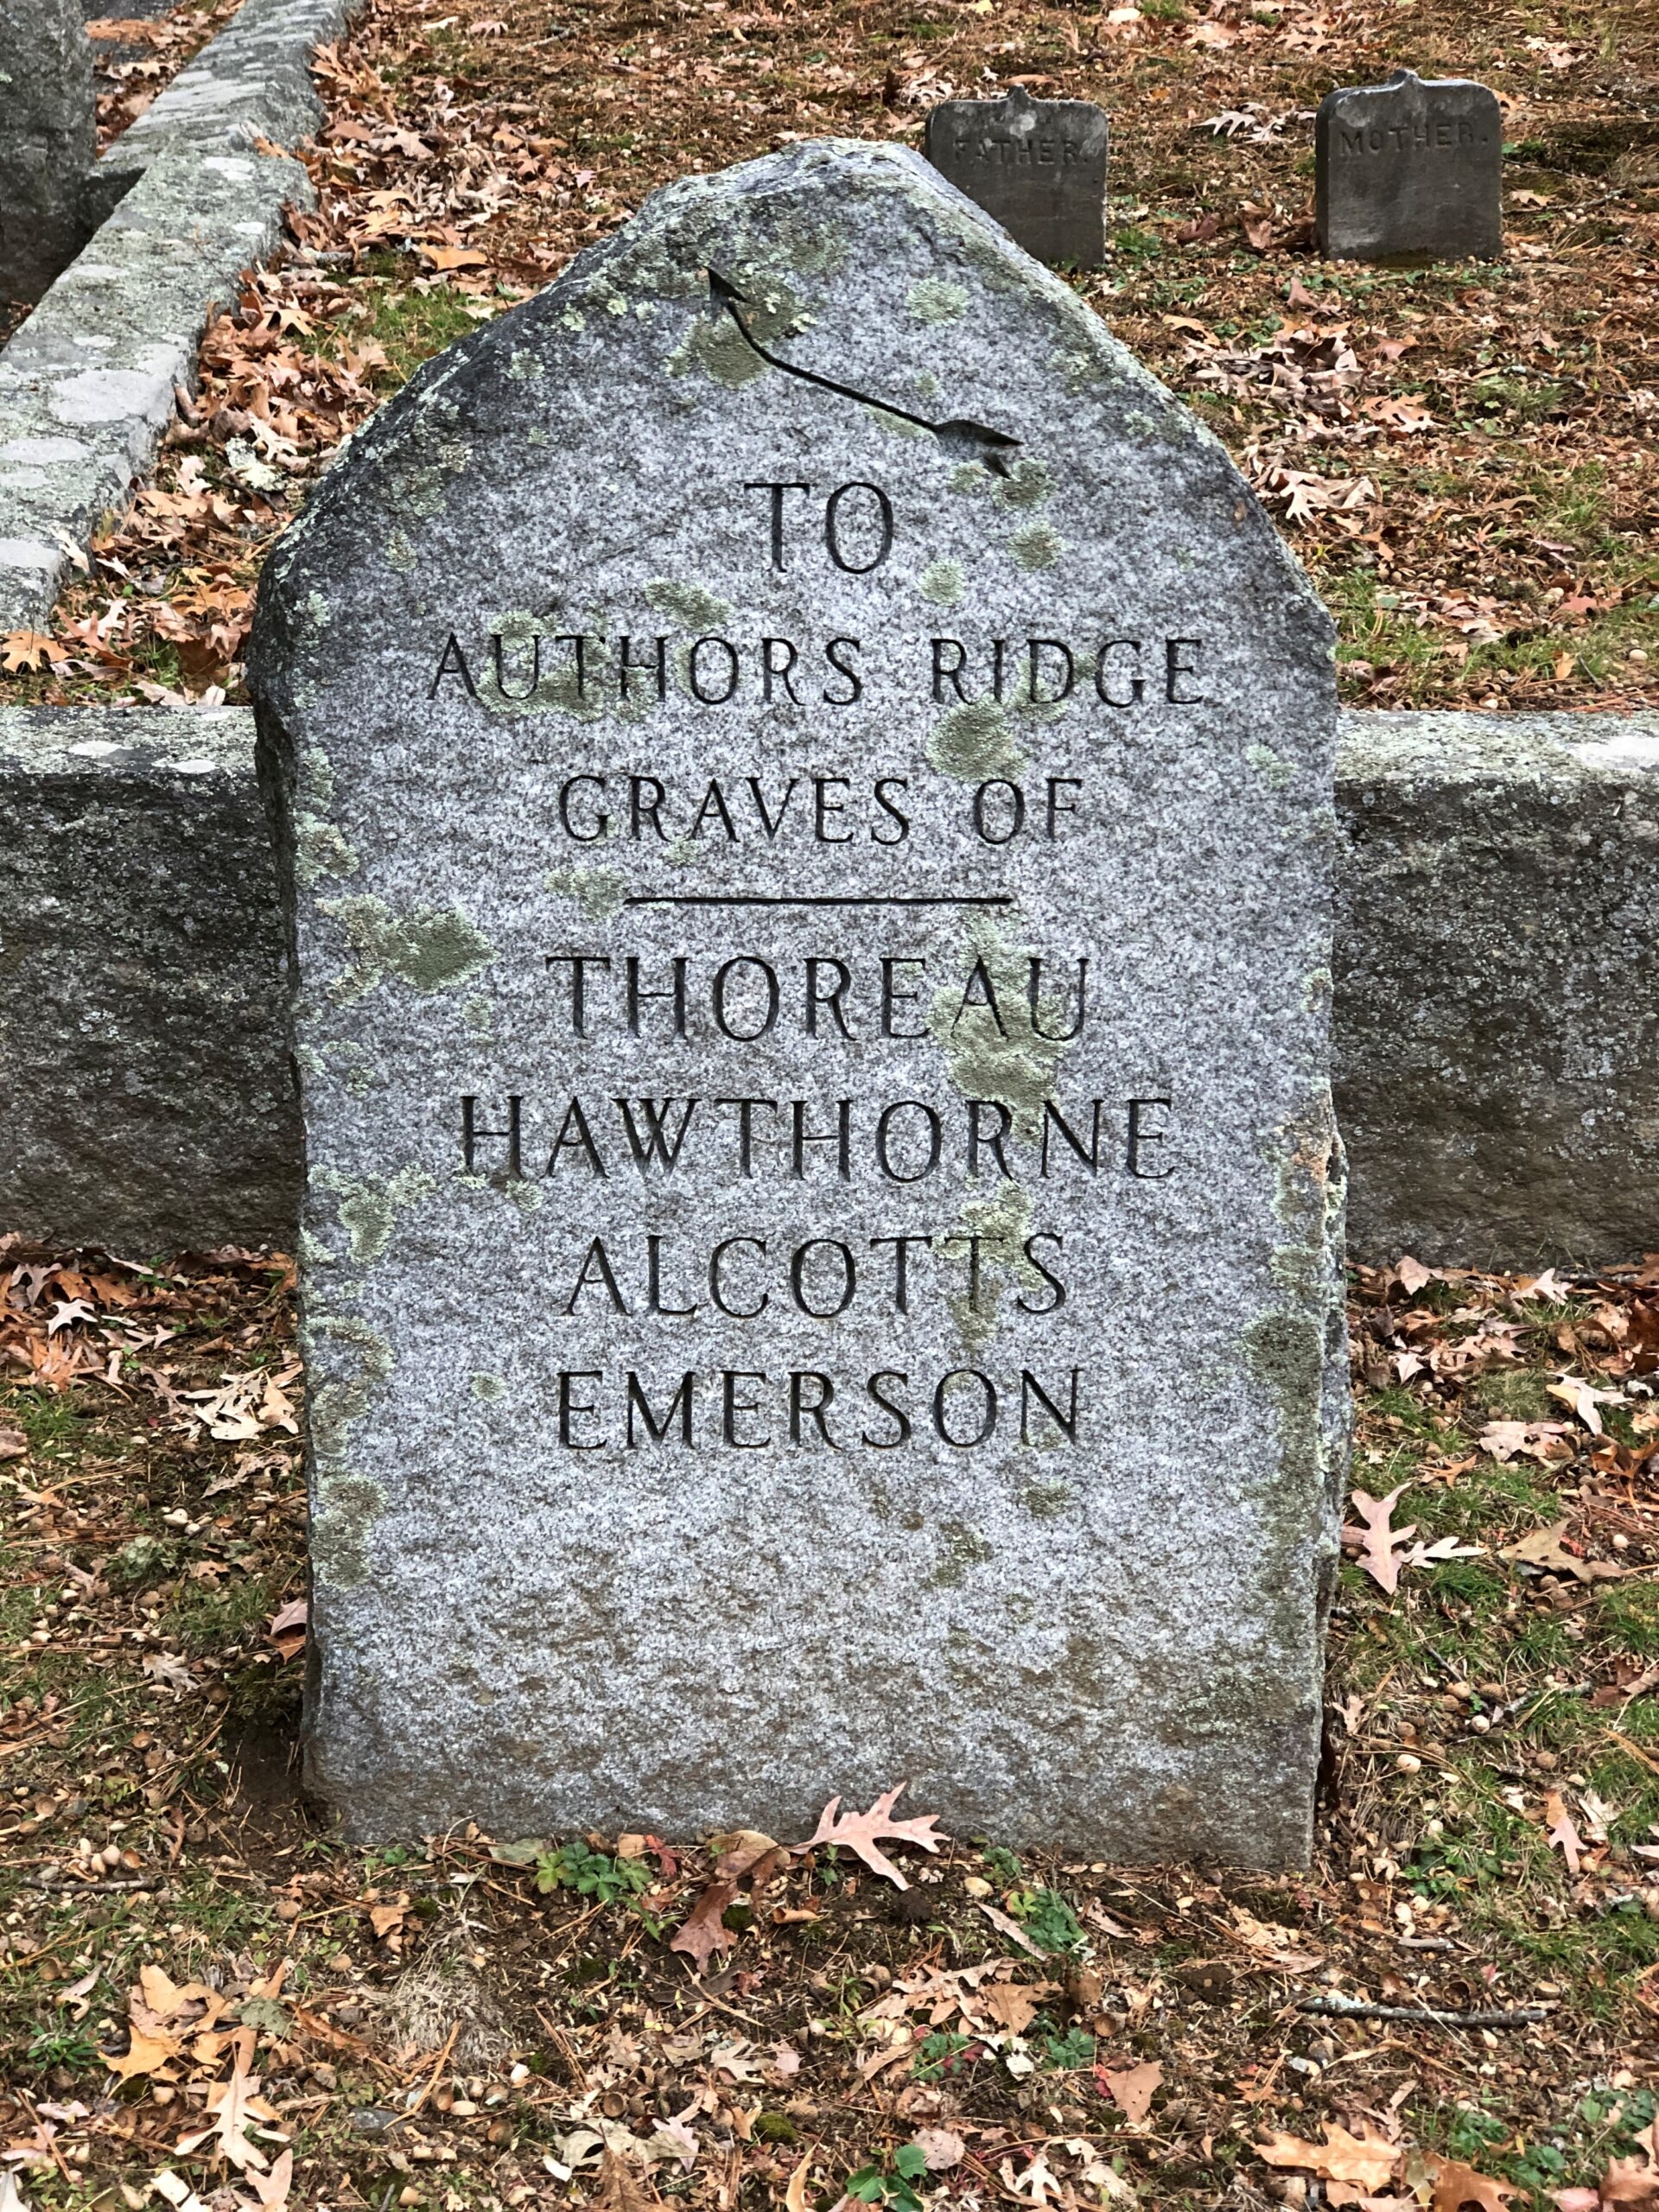 FATHER.
MOTHER.
TO
AUTHORS RIDGE
GRAVES OF
THOREAU
HAWTHORNE
ALCOTTS
EMERSON